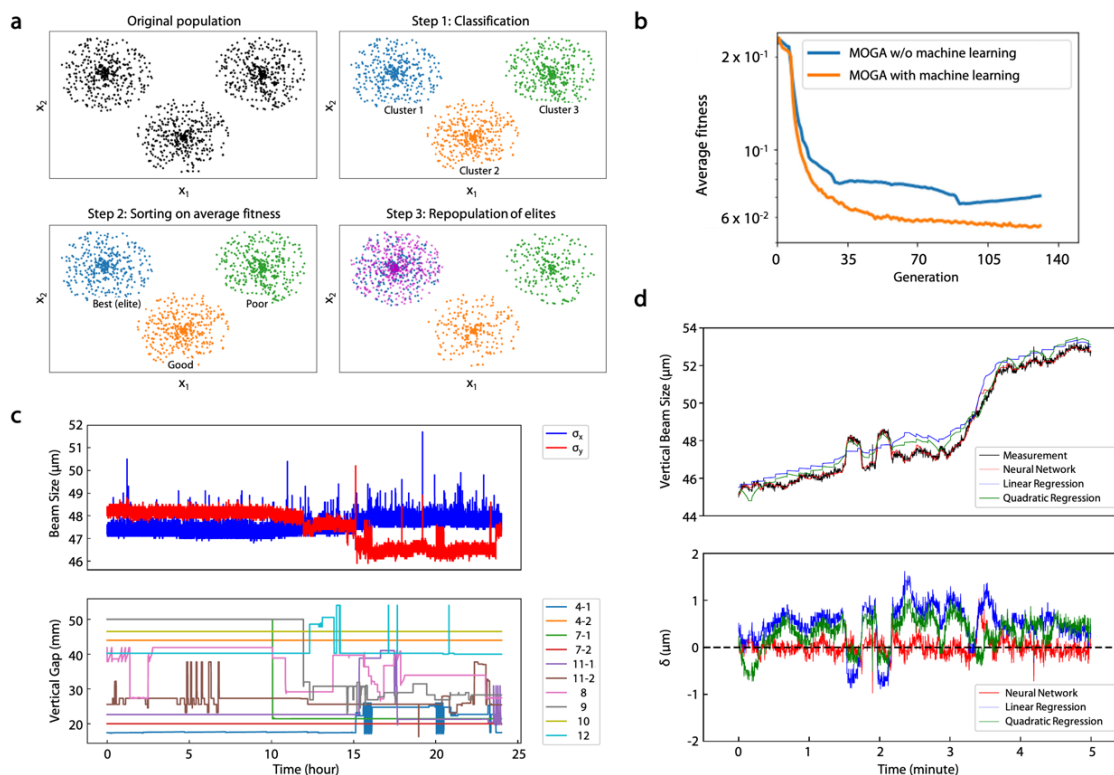 a
Original population
x2
x1
Step 1: Classification
Cluster 1
Cluster 3
Cluster 2
x2
x1
Step 2: Sorting on average fitness
Best (elite)
Poor
Good
x2
x1
Step 3: Repopulation of elites
x2
x1
b
MOGA w/o machine learning
MOGA with machine learning
Average fitness
2 x 10⁻¹
10⁻¹
6 x 10⁻²
0 35 70 105 140
Generation
c
Beam Size (μm)
52
51
50
49
48
47
46
σx
σy
Vertical Gap (mm)
50
40
30
20
0 5 10 15 20 25
Time (hour)
4-1
4-2
7-1
7-2
11-1
11-2
8
9
10
12
d
Vertical Beam Size (μm)
54
52
50
48
46
44
Measurement
Neural Network
Linear Regression
Quadratic Regression
δ (μm)
2
1
0
-1
-2
Neural Network
Linear Regression
Quadratic Regression
0 1 2 3 4 5
Time (minute)